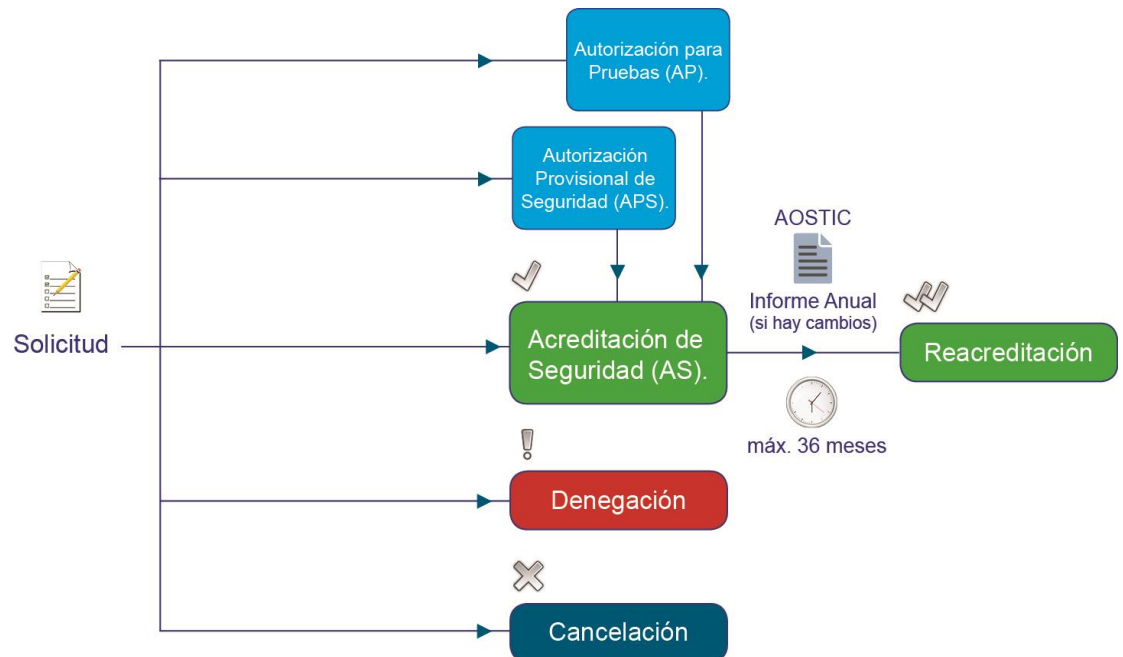 Autorización para
Pruebas (AP).
Autorización
Provisional de
Seguridad (APS).
AOSTIC
Informe Anual
(si hay cambios)
Solicitud
Acreditación de
Seguridad (AS).
Reacreditación
máx. 36 meses
Denegación
Cancelación